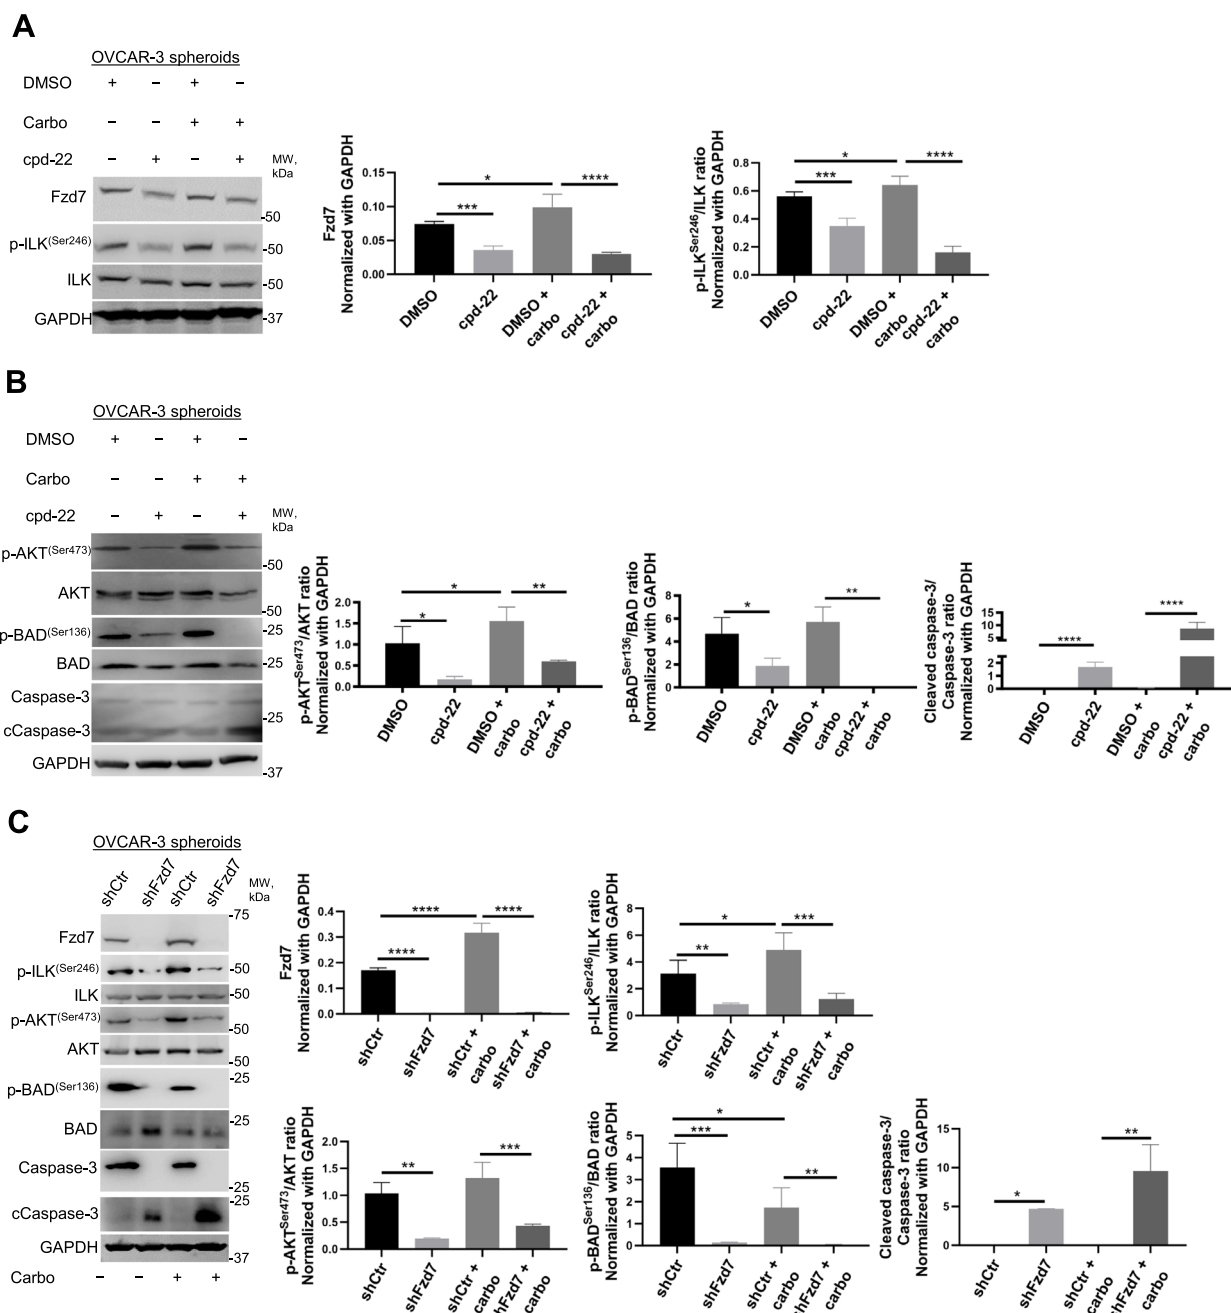 A
OVCAR-3 spheroids
DMSO + – + –
Carbo – – + +
cpd-22 – + – +
MW,
kDa
Fzd7
-50
p-ILK(Ser246)
-50
ILK
-50
GAPDH
-37
Fzd7
Normalized with GAPDH
0.15
0.10
0.05
0.00
* **** ***
DMSO
cpd-22
DMSO +
carbo
cpd-22 +
carbo
p-ILKSer246/ILK ratio
Normalized with GAPDH
0.8
0.6
0.4
0.2
0.0
* **** ***
DMSO
cpd-22
DMSO +
carbo
cpd-22 +
carbo
B
OVCAR-3 spheroids
DMSO + – + –
Carbo – – + +
cpd-22 – + – +
MW,
kDa
p-AKT(Ser473)
-50
AKT
-50
p-BAD(Ser136)
-25
BAD
-25
Caspase-3
-25
cCaspase-3
GAPDH
-37
p-AKTSer473/AKT ratio
Normalized with GAPDH
2.0
1.5
1.0
0.5
0.0
* ** *
DMSO
cpd-22
DMSO +
carbo
cpd-22 +
carbo
p-BADSer136/BAD ratio
Normalized with GAPDH
8
6
4
2
0
* **
DMSO
cpd-22
DMSO +
carbo
cpd-22 +
carbo
Cleaved caspase-3/
Caspase-3 ratio
Normalized with GAPDH
15
10
5
2
1
0
**** ****
DMSO
cpd-22
DMSO +
carbo
cpd-22 +
carbo
C
OVCAR-3 spheroids
shCtr shFzd7 shCtr shFzd7
MW,
kDa
-75
Fzd7
p-ILK(Ser246)
-50
ILK
-50
p-AKT(Ser473)
-50
AKT
-50
p-BAD(Ser136)
-25
BAD
-25
Caspase-3
-25
-25
cCaspase-3
GAPDH
-37
Carbo – – + +
Fzd7
Normalized with GAPDH
0.4
0.3
0.2
0.1
0.0
**** **** ****
shCtr
shFzd7
shCtr +
carbo
shFzd7 +
carbo
p-ILKSer246/ILK ratio
Normalized with GAPDH
8
6
4
2
0
* *** **
shCtr
shFzd7
shCtr +
carbo
shFzd7 +
carbo
p-AKTSer473/AKT ratio
Normalized with GAPDH
2.0
1.5
1.0
0.5
0.0
** ***
shCtr
shFzd7
shCtr +
carbo
shFzd7 +
carbo
p-BADSer136/BAD ratio
Normalized with GAPDH
5
4
3
2
1
0
* *** **
shCtr
shFzd7
shCtr +
carbo
shFzd7 +
carbo
Cleaved caspase-3/
Caspase-3 ratio
Normalized with GAPDH
15
10
5
0
* **
shCtr
shFzd7
shCtr +
carbo
shFzd7 +
carbo